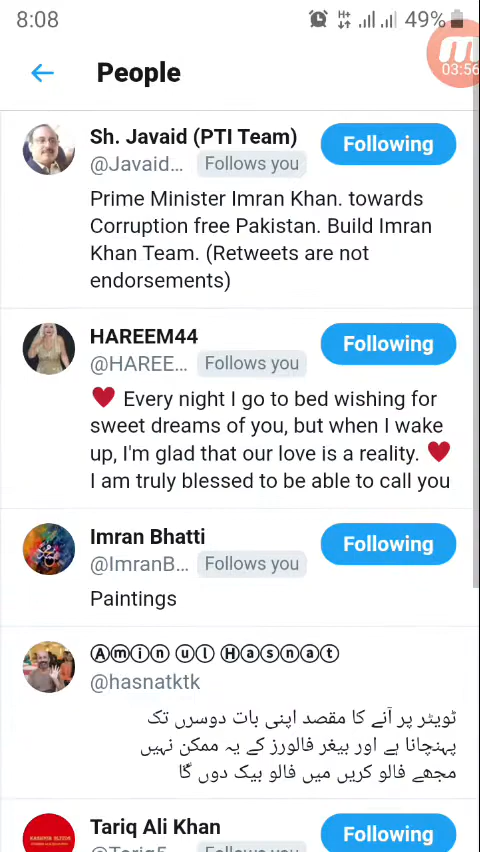 8:08
H+
49%
03:56
People
Sh. Javaid (PTI Team)
Following
@Javaid...
Follows you
Prime Minister Imran Khan. towards
Corruption free Pakistan. Build Imran
Khan Team. (Retweets are not
endorsements)
HAREEM44
Following
@HAREE...
Follows you
♥ Every night I go to bed wishing for
sweet dreams of you, but when I wake
up, I'm glad that our love is a reality. ♥
I am truly blessed to be able to call you
Imran Bhatti
Following
@ImranB...
Follows you
Paintings
Ⓐⓜⓘⓝ ⓤⓛ Ⓗⓐⓢⓝⓐⓣ
@hasnatktk
ٹویٹر پر آنے کا مقصد اپنی بات دوسرں تک
پہنچانا ہے اور بیغر فالورز کے یہ ممکن نہیں
مجھے فالو کریں میں فالو بیک دوں گا
Tariq Ali Khan
Following